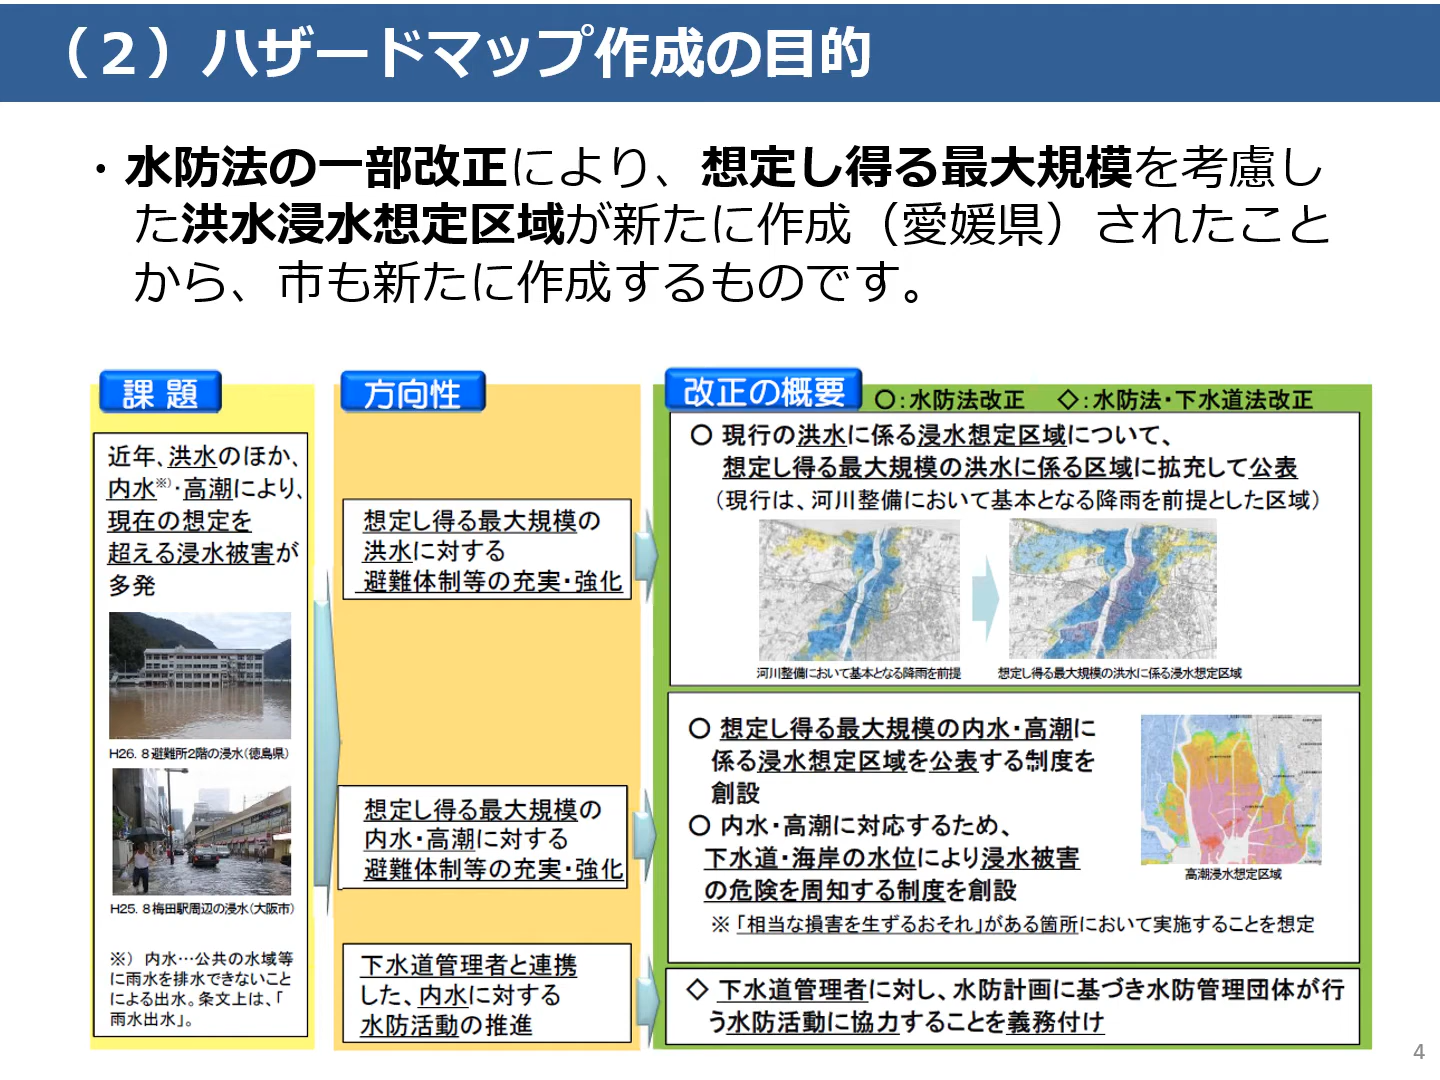 （２）ハザードマップ作成の目的
・水防法の一部改正により、想定し得る最大規模を考慮し
た洪水浸水想定区域が新たに作成（愛媛県）されたこと
から、市も新たに作成するものです。
課 題
近年、洪水のほか、
内水※）・高潮により、
現在の想定を
超える浸水被害が
多発
H26. 8避難所2階の浸水（徳島県）
H25. 8梅田駅周辺の浸水（大阪市）
※） 内水…公共の水域等
に雨水を排水できないこと
による出水。条文上は、「
雨水出水」。
方向性
想定し得る最大規模の
洪水に対する
避難体制等の充実・強化
想定し得る最大規模の
内水・高潮に対する
避難体制等の充実・強化
下水道管理者と連携
した、内水に対する
水防活動の推進
改正の概要
○：水防法改正 ◇：水防法・下水道法改正
○ 現行の洪水に係る浸水想定区域について、
想定し得る最大規模の洪水に係る区域に拡充して公表
（現行は、河川整備において基本となる降雨を前提とした区域）
河川整備において基本となる降雨を前提
想定し得る最大規模の洪水に係る浸水想定区域
○ 想定し得る最大規模の内水・高潮に
係る浸水想定区域を公表する制度を
創設
○ 内水・高潮に対応するため、
下水道・海岸の水位により浸水被害
の危険を周知する制度を創設
※ 「相当な損害を生ずるおそれ」がある箇所において実施することを想定
高潮浸水想定区域
◇ 下水道管理者に対し、水防計画に基づき水防管理団体が行
う水防活動に協力することを義務付け
4